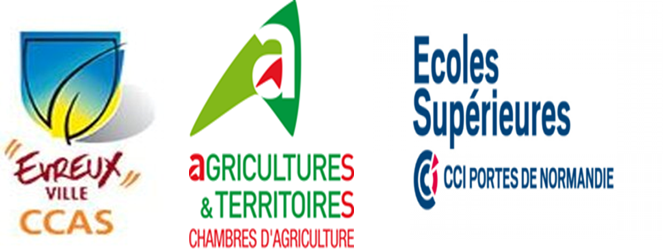 "EVREUX"
VILLE
CCAS
a
aGRICULTURES
& TERRITOIRES
CHAMBRES D'AGRICULTURE
Ecoles
Supérieures
CCI PORTES DE NORMANDIE